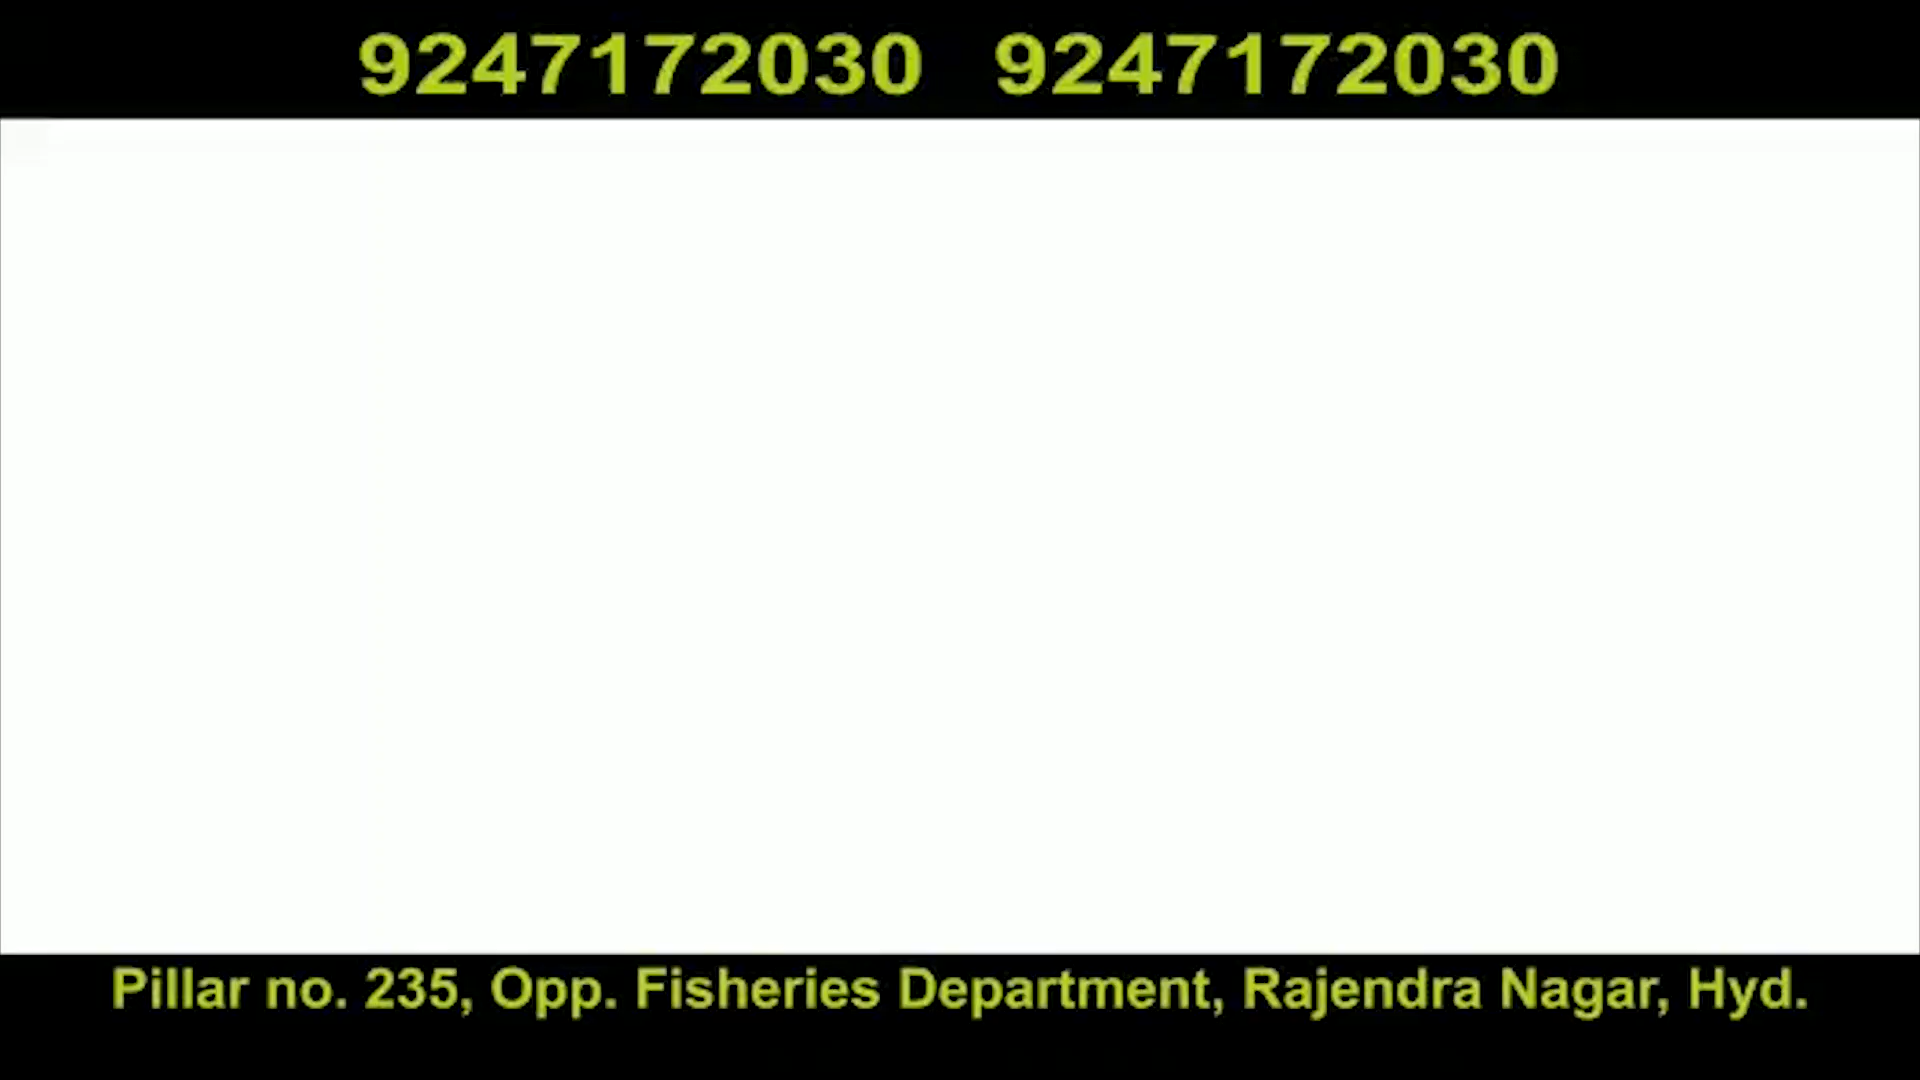 9247172030 9247172030
Pillar no. 235, Opp. Fisheries Department, Rajendra Nagar, Hyd.